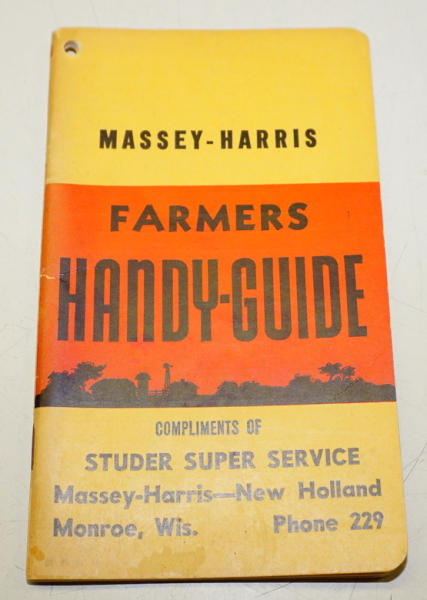 MASSEY-HARRIS
FARMERS
HANDY-GUIDE
COMPLIMENTS OF
STUDER SUPER SERVICE
Massey-Harris—New Holland
Monroe, Wis. Phone 229